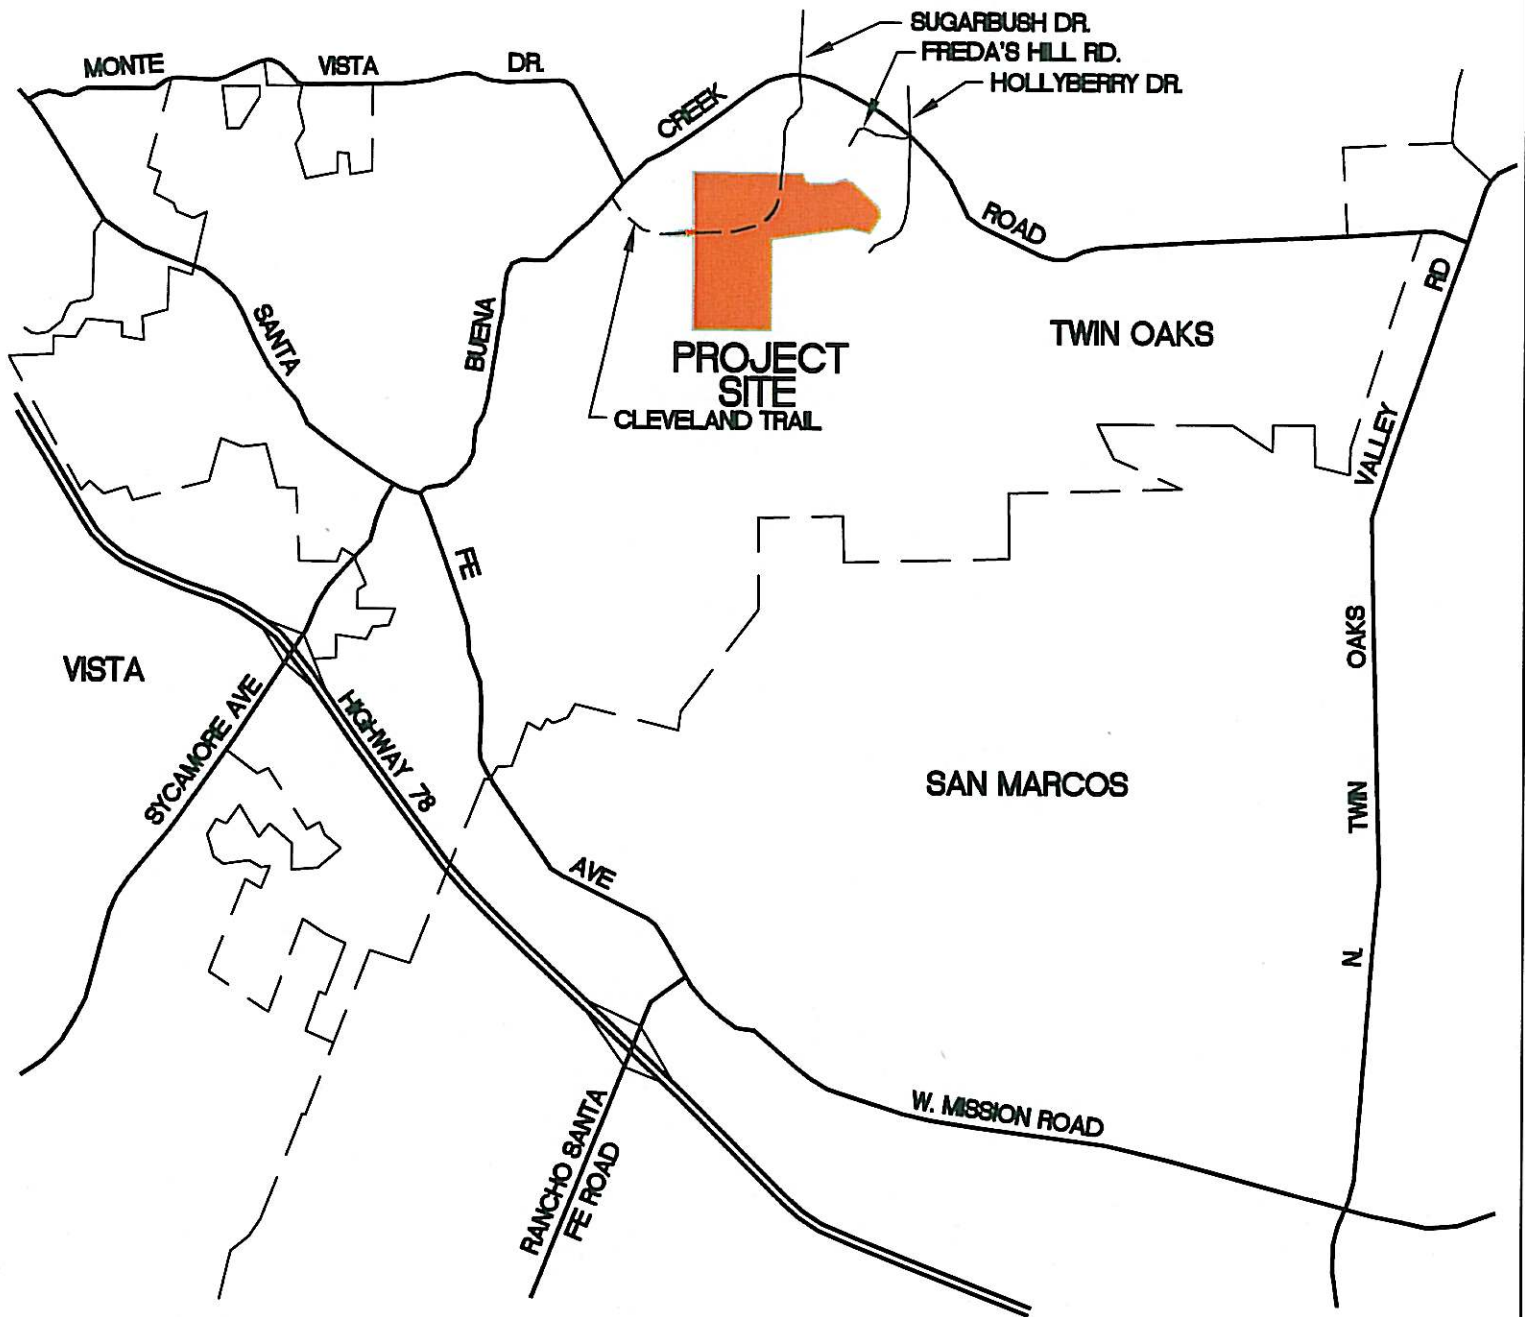 SUGARBUSH DR.
FREDA'S HILL RD.
HOLLYBERRY DR.
MONTE VISTA DR.
BUENA CREEK ROAD
SANTA FE AVE
PROJECT
SITE
CLEVELAND TRAIL
TWIN OAKS
N. TWIN OAKS VALLEY RD
VISTA
SYCAMORE AVE
HIGHWAY 78
SAN MARCOS
W. MISSION ROAD
RANCHO SANTA
FE ROAD